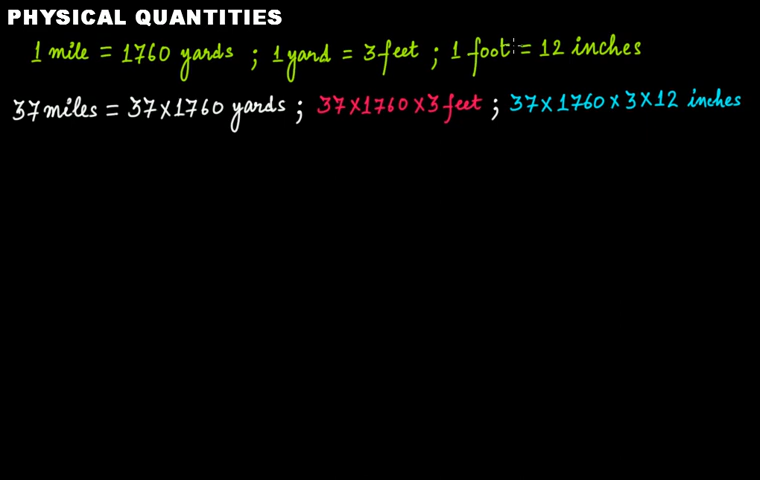 PHYSICAL QUANTITIES
1 mile = 1760 yards ; 1 yard = 3 feet ; 1 foot = 12 inches
37 miles = 37 × 1760 yards ; 37 × 1760 × 3 feet ; 37 × 1760 × 3 × 12 inches